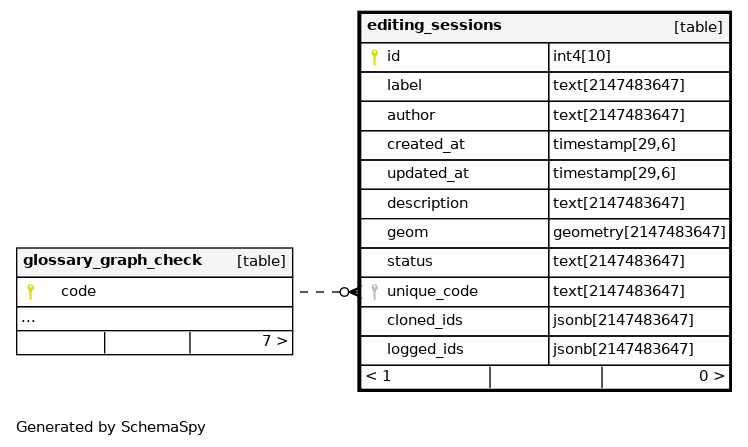 editing_sessions [table]
id int4[10]
label text[2147483647]
author text[2147483647]
created_at timestamp[29,6]
updated_at timestamp[29,6]
description text[2147483647]
geom geometry[2147483647]
status text[2147483647]
unique_code text[2147483647]
cloned_ids jsonb[2147483647]
logged_ids jsonb[2147483647]
< 1 0 >
glossary_graph_check [table]
code
...
7 >
Generated by SchemaSpy